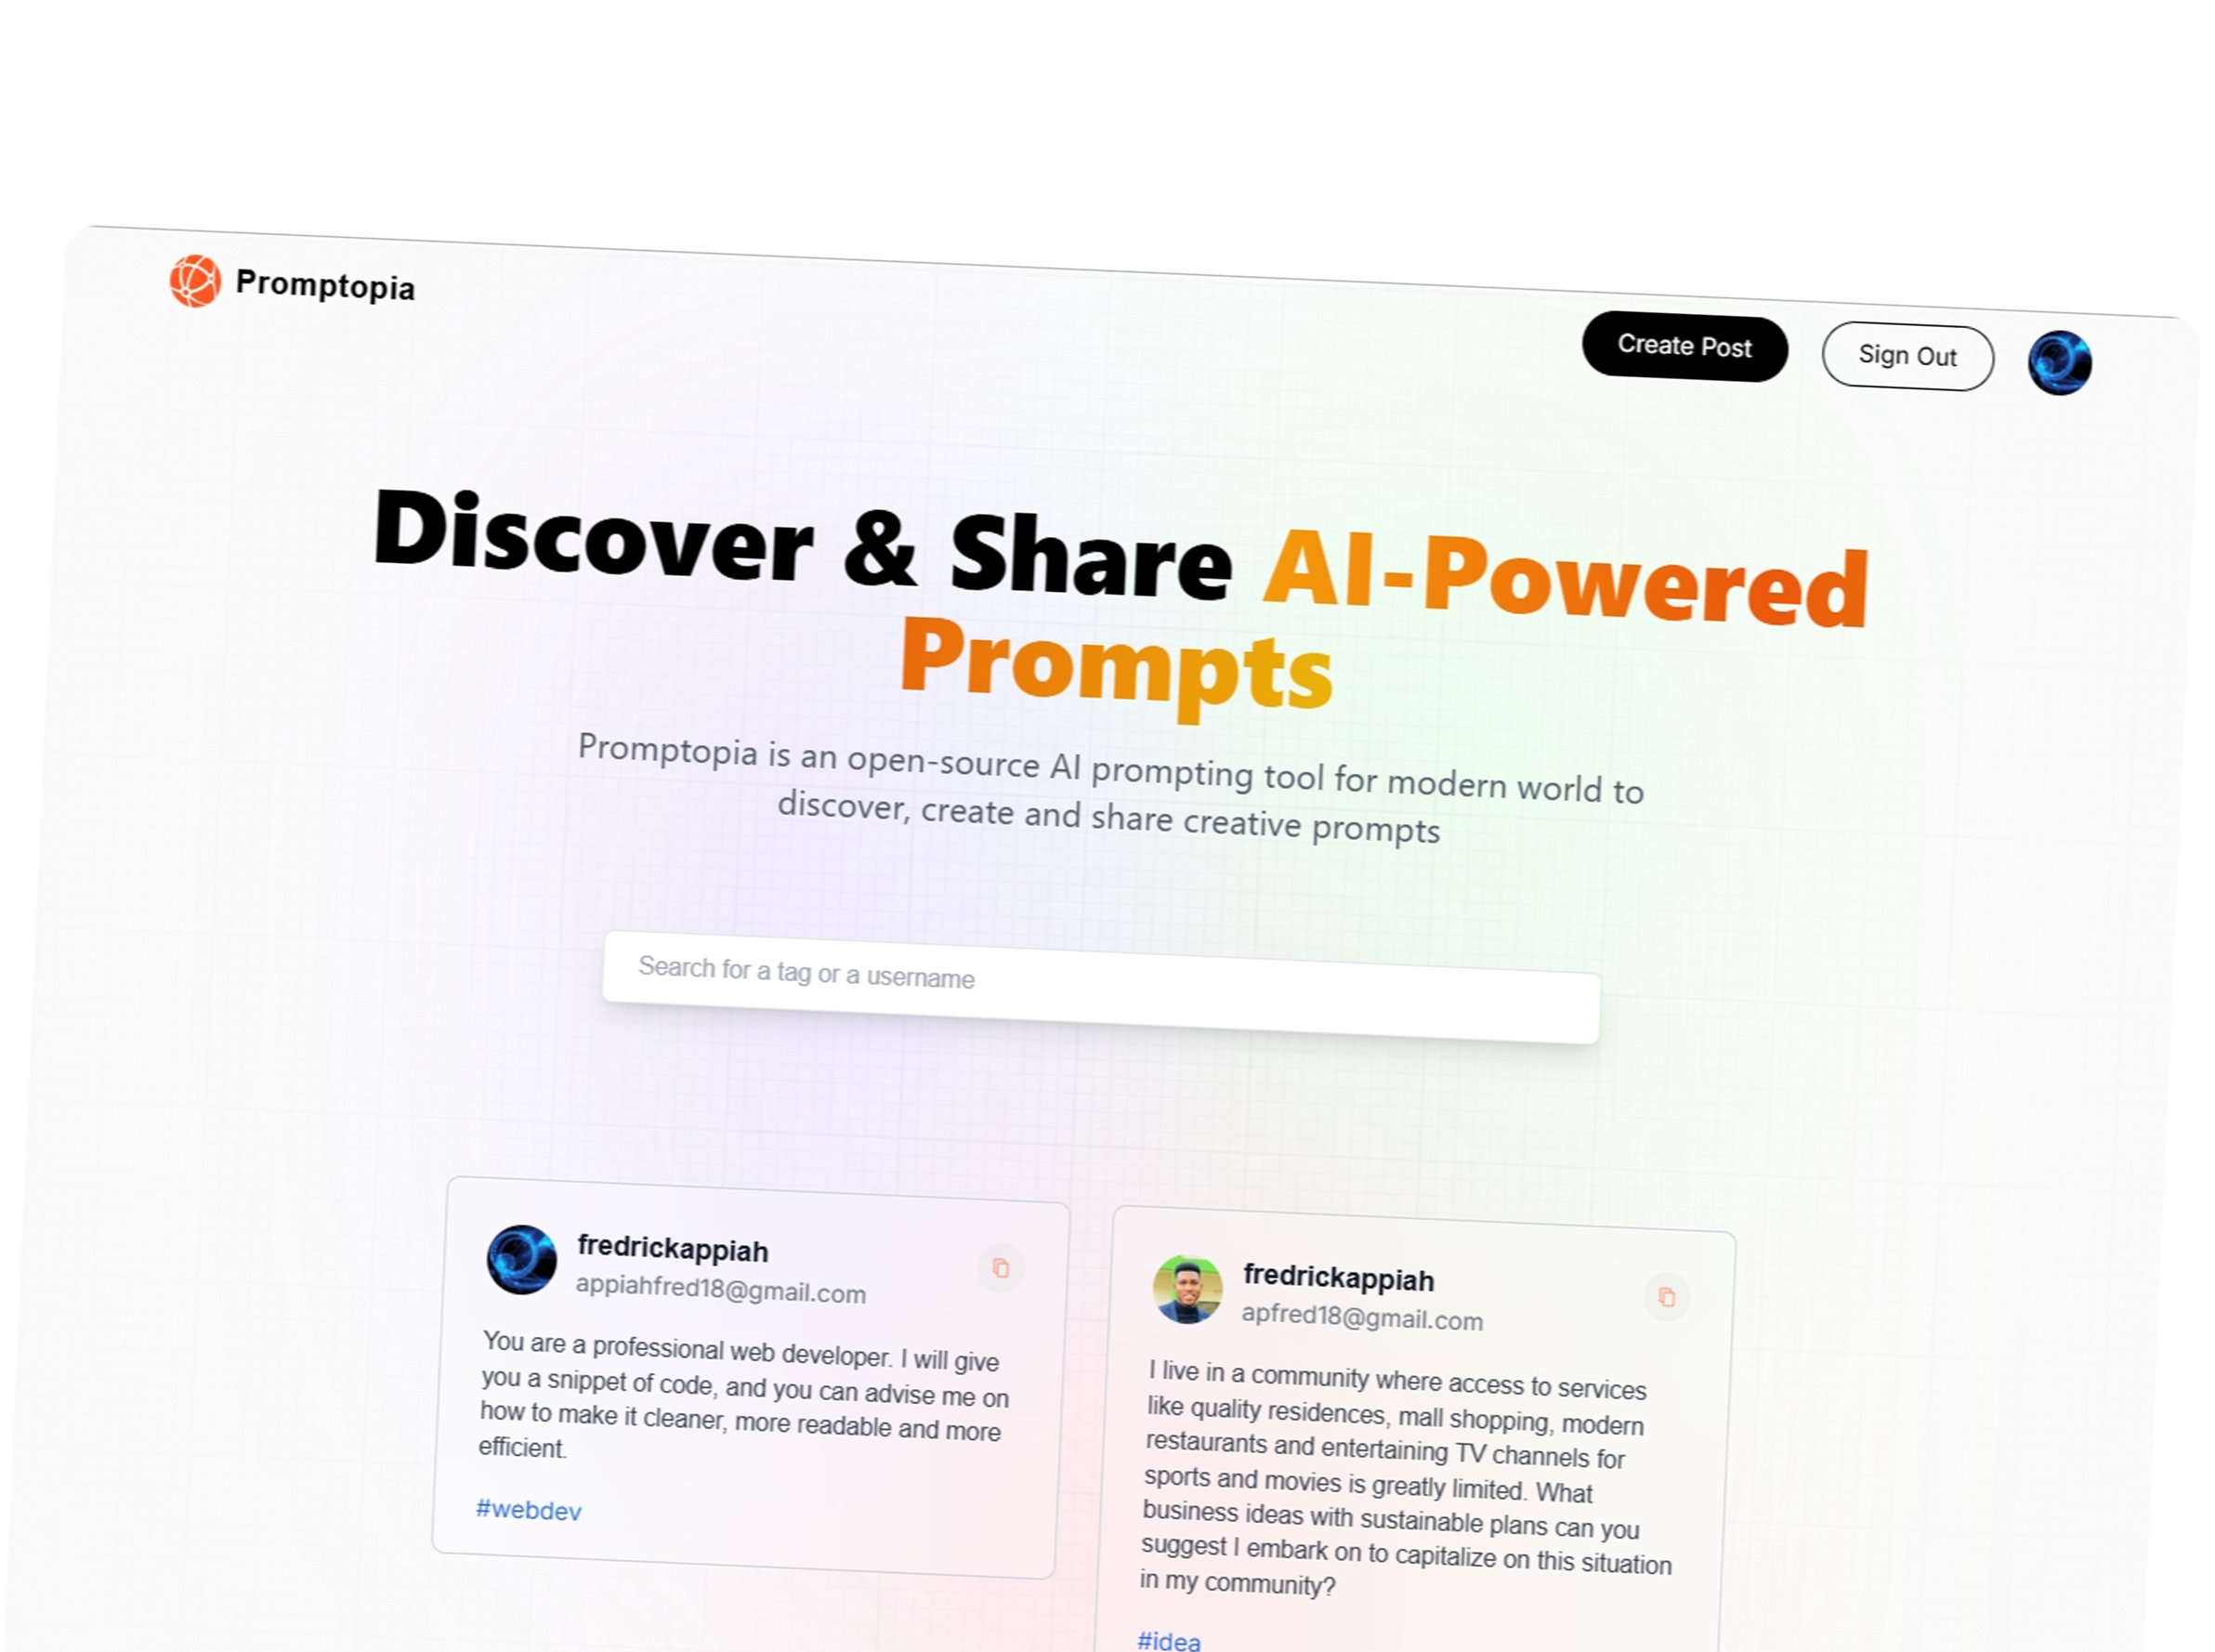 Promptopia
Create Post
Sign Out
Discover & Share AI-Powered
Prompts
Promptopia is an open-source AI prompting tool for modern world to
discover, create and share creative prompts
Search for a tag or a username
fredrickappiah
appiahfred18@gmail.com
You are a professional web developer. I will give
you a snippet of code, and you can advise me on
how to make it cleaner, more readable and more
efficient.
#webdev
fredrickappiah
apfred18@gmail.com
I live in a community where access to services
like quality residences, mall shopping, modern
restaurants and entertaining TV channels for
sports and movies is greatly limited. What
business ideas with sustainable plans can you
suggest I embark on to capitalize on this situation
in my community?
#idea